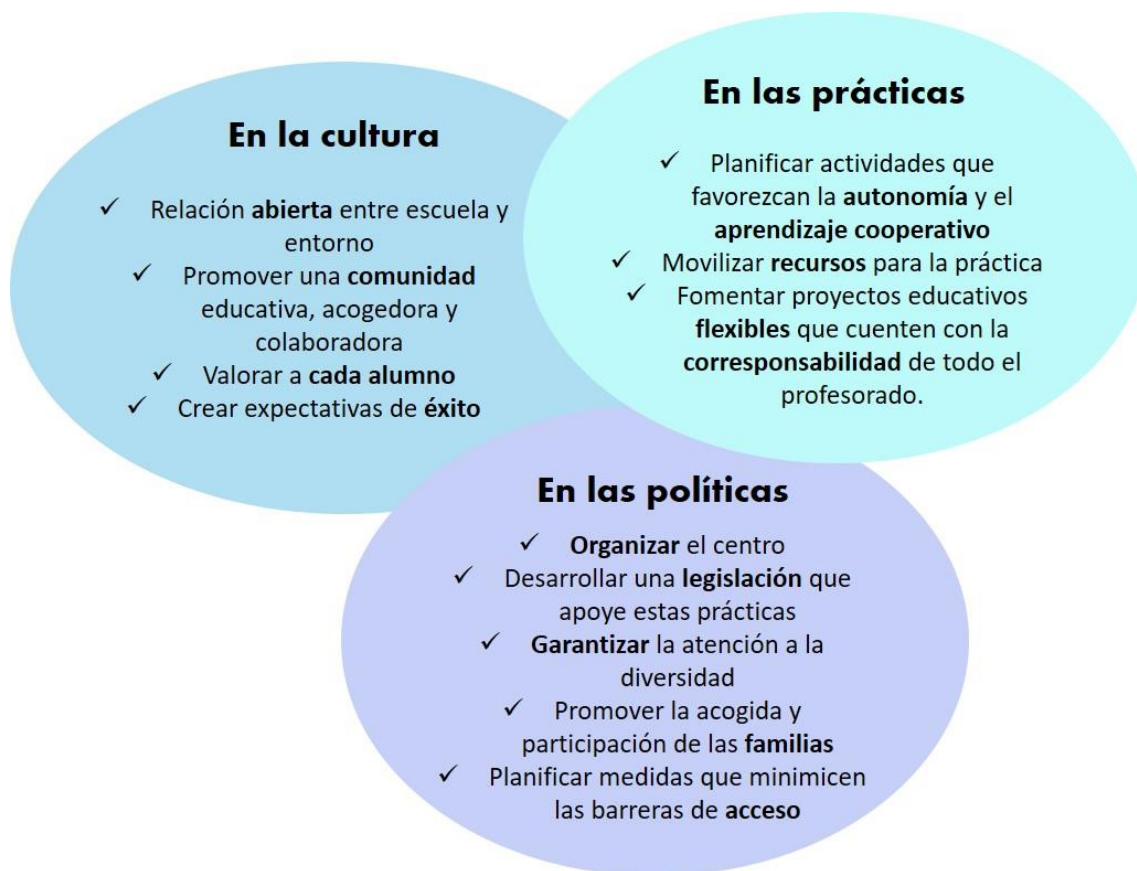 En la cultura
✓ Relación abierta entre escuela y
entorno
✓ Promover una comunidad
educativa, acogedora y
colaboradora
✓ Valorar a cada alumno
✓ Crear expectativas de éxito
En las prácticas
✓ Planificar actividades que
favorezcan la autonomía y el
aprendizaje cooperativo
✓ Movilizar recursos para la práctica
✓ Fomentar proyectos educativos
flexibles que cuenten con la
corresponsabilidad de todo el
profesorado.
En las políticas
✓ Organizar el centro
✓ Desarrollar una legislación que
apoye estas prácticas
✓ Garantizar la atención a la
diversidad
✓ Promover la acogida y
participación de las familias
✓ Planificar medidas que minimicen
las barreras de acceso